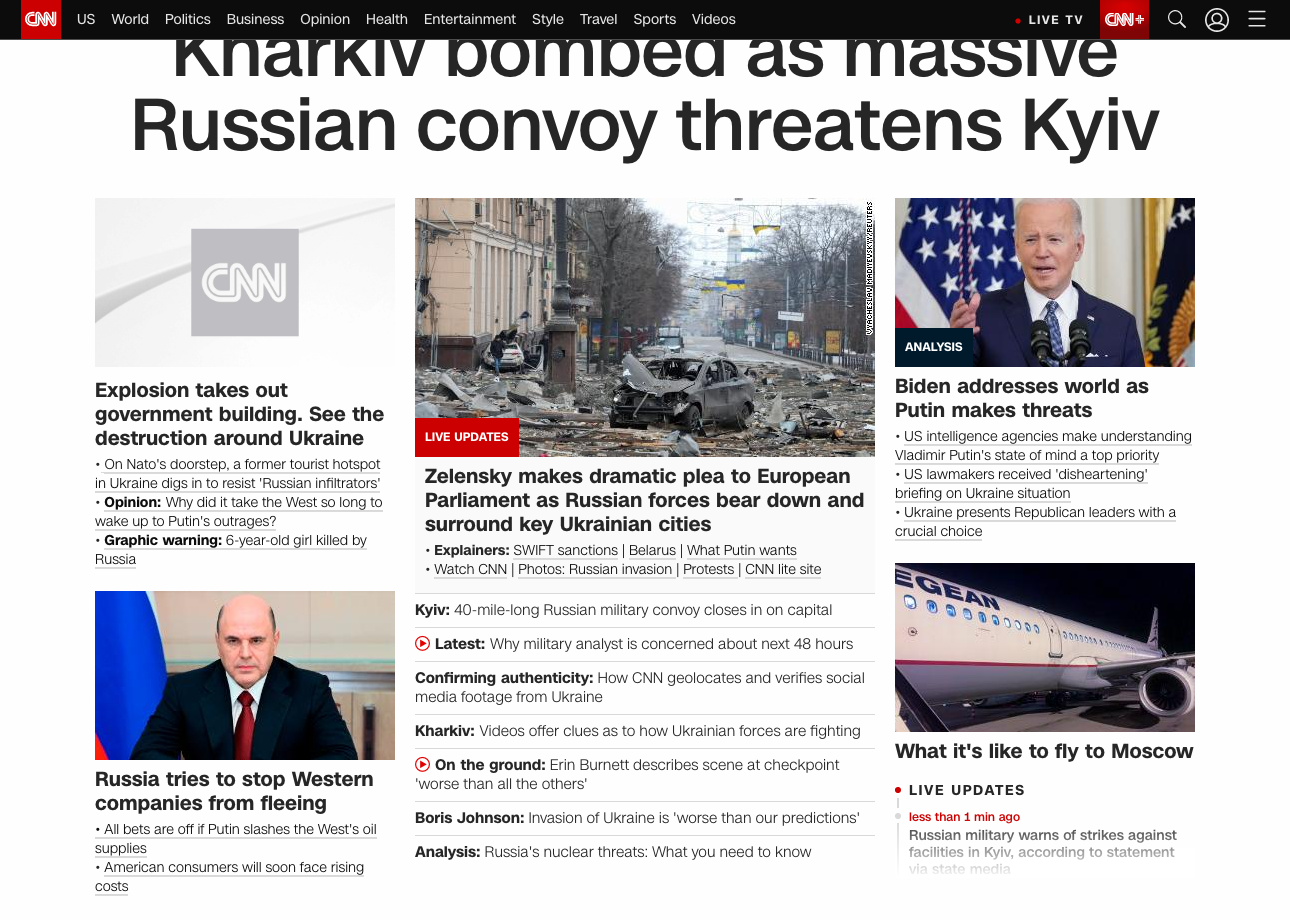 CNN US World Politics Business Opinion Health Entertainment Style Travel Sports Videos LIVE TV CNN+
Kharkiv bombed as massive
Russian convoy threatens Kyiv
CNN
Explosion takes out
government building. See the
destruction around Ukraine
• On Nato's doorstep, a former tourist hotspot
in Ukraine digs in to resist 'Russian infiltrators'
• Opinion: Why did it take the West so long to
wake up to Putin's outrages?
• Graphic warning: 6-year-old girl killed by
Russia
Russia tries to stop Western
companies from fleeing
• All bets are off if Putin slashes the West's oil
supplies
• American consumers will soon face rising
costs
VYACHESLAV MADIYEVSKYY/REUTERS
LIVE UPDATES
Zelensky makes dramatic plea to European
Parliament as Russian forces bear down and
surround key Ukrainian cities
• Explainers: SWIFT sanctions | Belarus | What Putin wants
• Watch CNN | Photos: Russian invasion | Protests | CNN lite site
Kyiv: 40-mile-long Russian military convoy closes in on capital
Latest: Why military analyst is concerned about next 48 hours
Confirming authenticity: How CNN geolocates and verifies social
media footage from Ukraine
Kharkiv: Videos offer clues as to how Ukrainian forces are fighting
On the ground: Erin Burnett describes scene at checkpoint
'worse than all the others'
Boris Johnson: Invasion of Ukraine is 'worse than our predictions'
Analysis: Russia's nuclear threats: What you need to know
ANALYSIS
Biden addresses world as
Putin makes threats
• US intelligence agencies make understanding
Vladimir Putin's state of mind a top priority
• US lawmakers received 'disheartening'
briefing on Ukraine situation
• Ukraine presents Republican leaders with a
crucial choice
EGEAN
What it's like to fly to Moscow
LIVE UPDATES
less than 1 min ago
Russian military warns of strikes against
facilities in Kyiv, according to statement
via state media